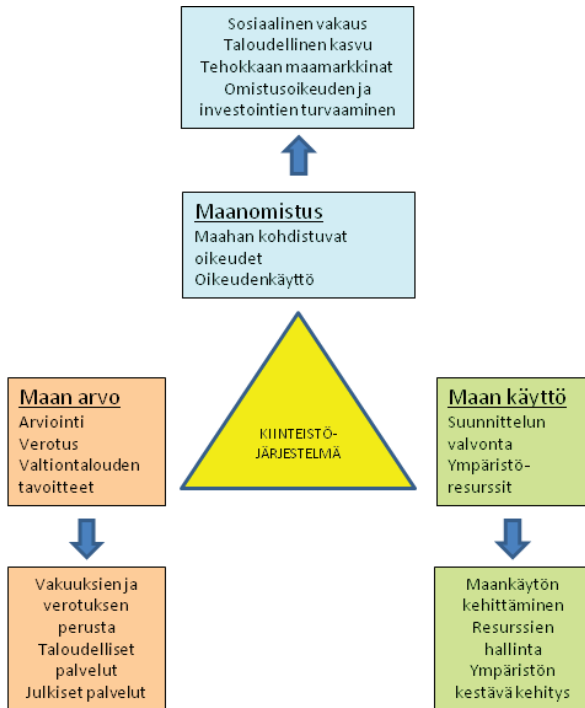 Sosiaalinen vakaus
Taloudellinen kasvu
Tehokkaan maamarkkinat
Omistusoikeuden ja
investointien turvaaminen
Maanomistus
Maahan kohdistuvat
oikeudet
Oikeudenkäyttö
Maan arvo
Arviointi
Verotus
Valtiontalouden
tavoitteet
KIINTEISTÖ-
JÄRJESTELMÄ
Maan käyttö
Suunnittelun
valvonta
Ympäristö-
resurssit
Vakuuksien ja
verotuksen
perusta
Taloudelliset
palvelut
Julkiset palvelut
Maankäytön
kehittäminen
Resurssien
hallinta
Ympäristön
kestävä kehitys